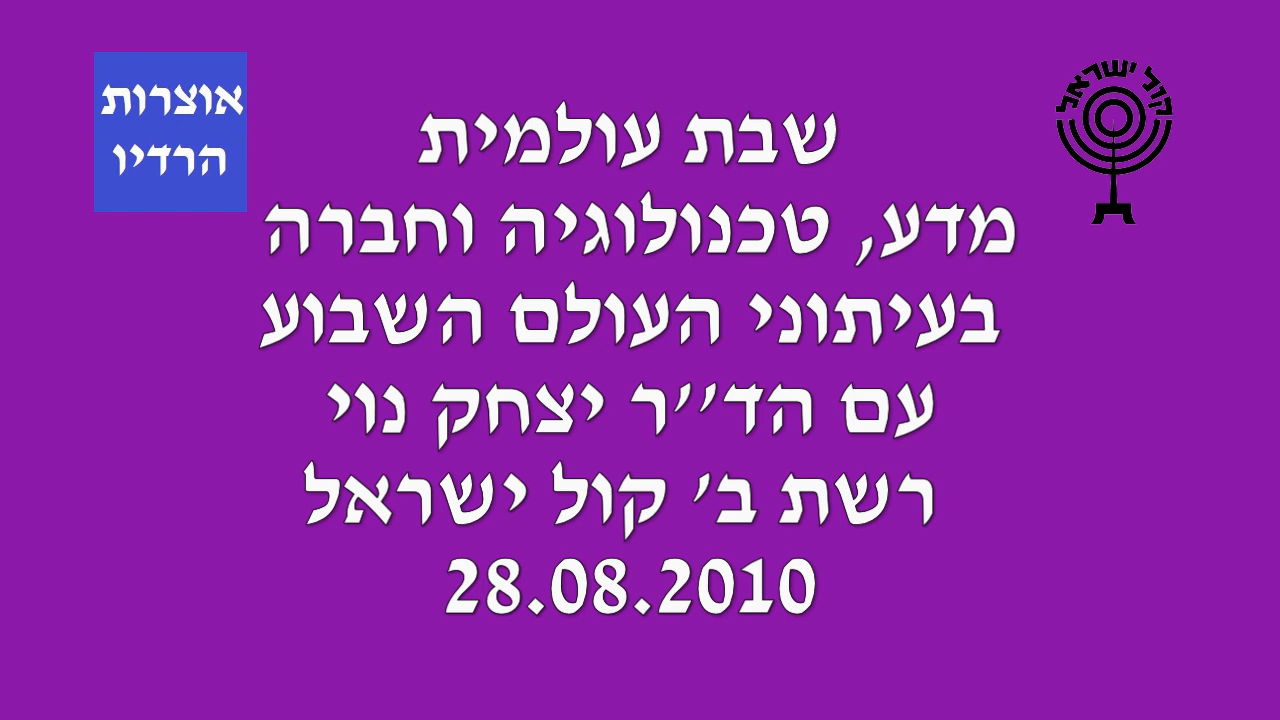 קול ישראל
אוצרות
הרדיו
שבת עולמית
מדע, טכנולוגיה וחברה
בעיתוני העולם השבוע
עם הד''ר יצחק נוי
רשת ב' קול ישראל
28.08.2010